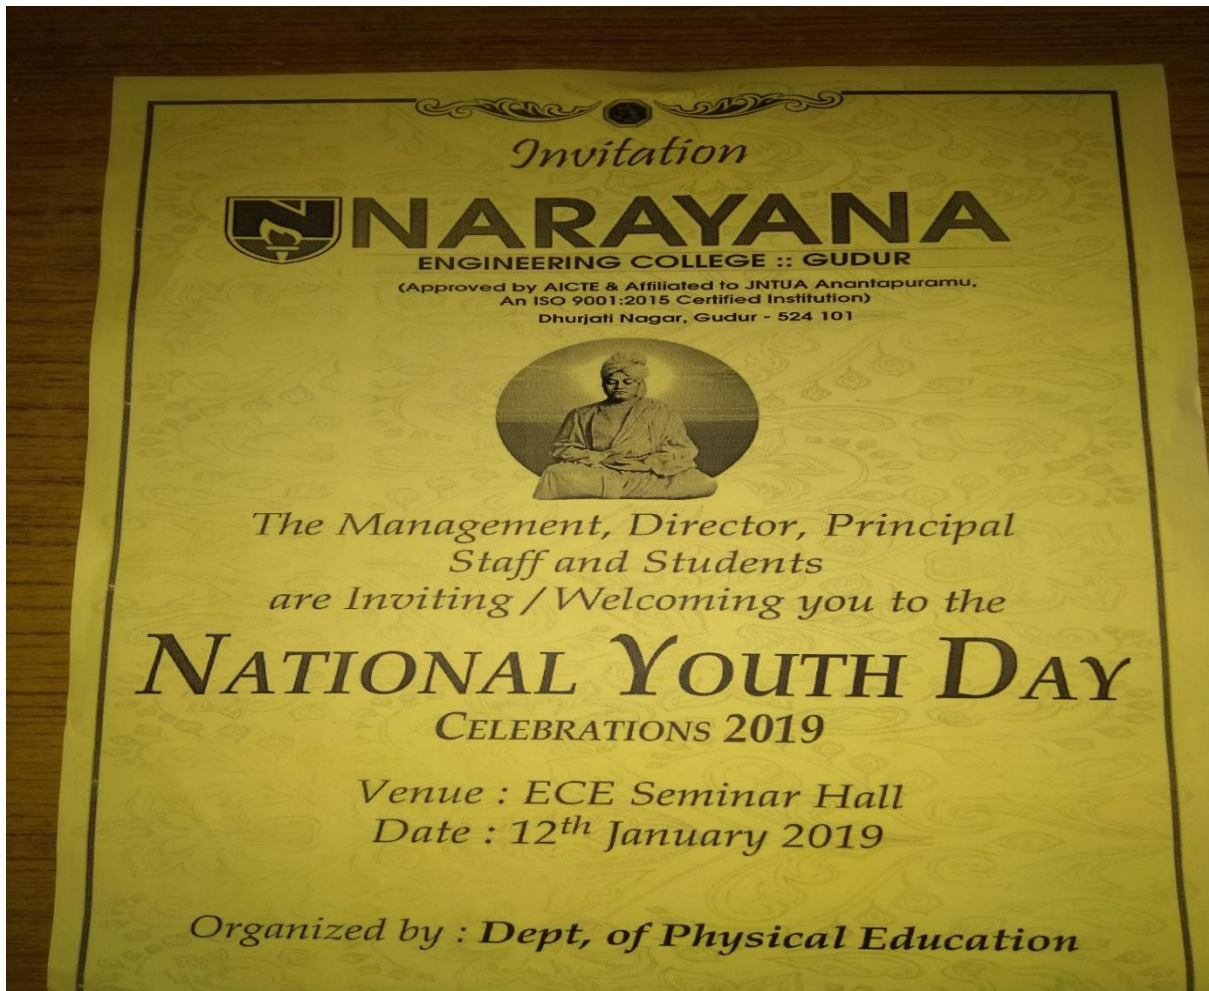 Invitation
NARAYANA
ENGINEERING COLLEGE :: GUDUR
(Approved by AICTE & Affiliated to JNTUA Anantapuramu,
An ISO 9001:2015 Certified Institution)
Dhurjati Nagar, Gudur - 524 101
The Management, Director, Principal
Staff and Students
are Inviting / Welcoming you to the
NATIONAL YOUTH DAY
CELEBRATIONS 2019
Venue : ECE Seminar Hall
Date : 12th January 2019
Organized by : Dept, of Physical Education